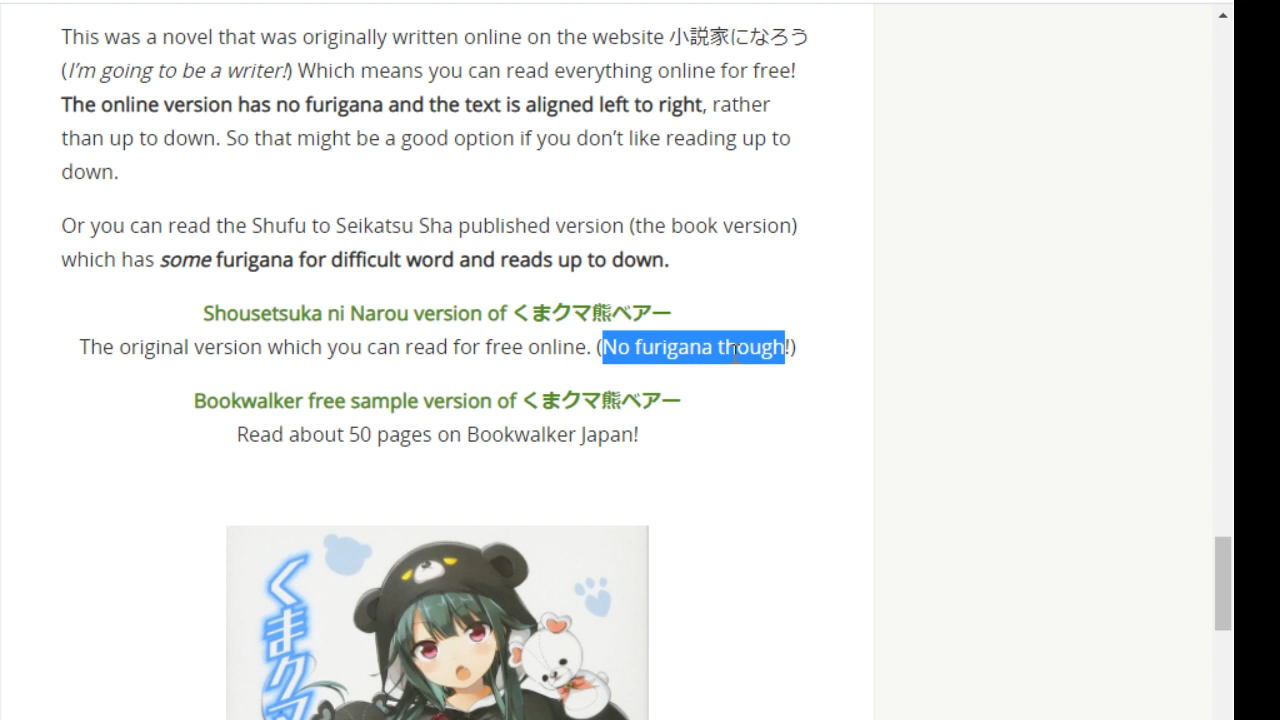 This was a novel that was originally written online on the website 小説家になろう
(I’m going to be a writer!) Which means you can read everything online for free!
The online version has no furigana and the text is aligned left to right, rather
than up to down. So that might be a good option if you don’t like reading up to
down.
Or you can read the Shufu to Seikatsu Sha published version (the book version)
which has some furigana for difficult word and reads up to down.
Shousetsuka ni Narou version of くまクマ熊ベアー
The original version which you can read for free online. (No furigana though!)
Bookwalker free sample version of くまクマ熊ベアー
Read about 50 pages on Bookwalker Japan!
くまクマ